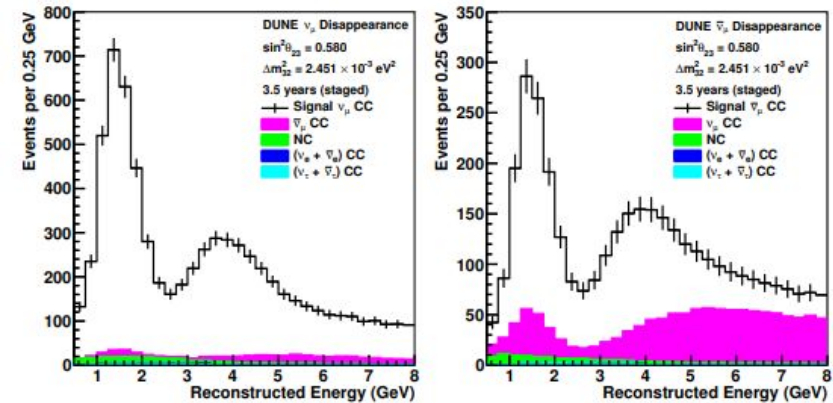 DUNE νμ Disappearance
sin²θ₂₃ = 0.580
Δm²₃₂ = 2.451 × 10⁻³ eV²
3.5 years (staged)
Signal νμ CC
ν̄μ CC
NC
(νe + ν̄e) CC
(ντ + ν̄τ) CC
Events per 0.25 GeV
800
700
600
500
400
300
200
100
0
1 2 3 4 5 6 7 8
Reconstructed Energy (GeV)
DUNE ν̄μ Disappearance
sin²θ₂₃ = 0.580
Δm²₃₂ = 2.451 × 10⁻³ eV²
3.5 years (staged)
Signal ν̄μ CC
νμ CC
NC
(νe + ν̄e) CC
(ντ + ν̄τ) CC
Events per 0.25 GeV
350
300
250
200
150
100
50
0
1 2 3 4 5 6 7 8
Reconstructed Energy (GeV)